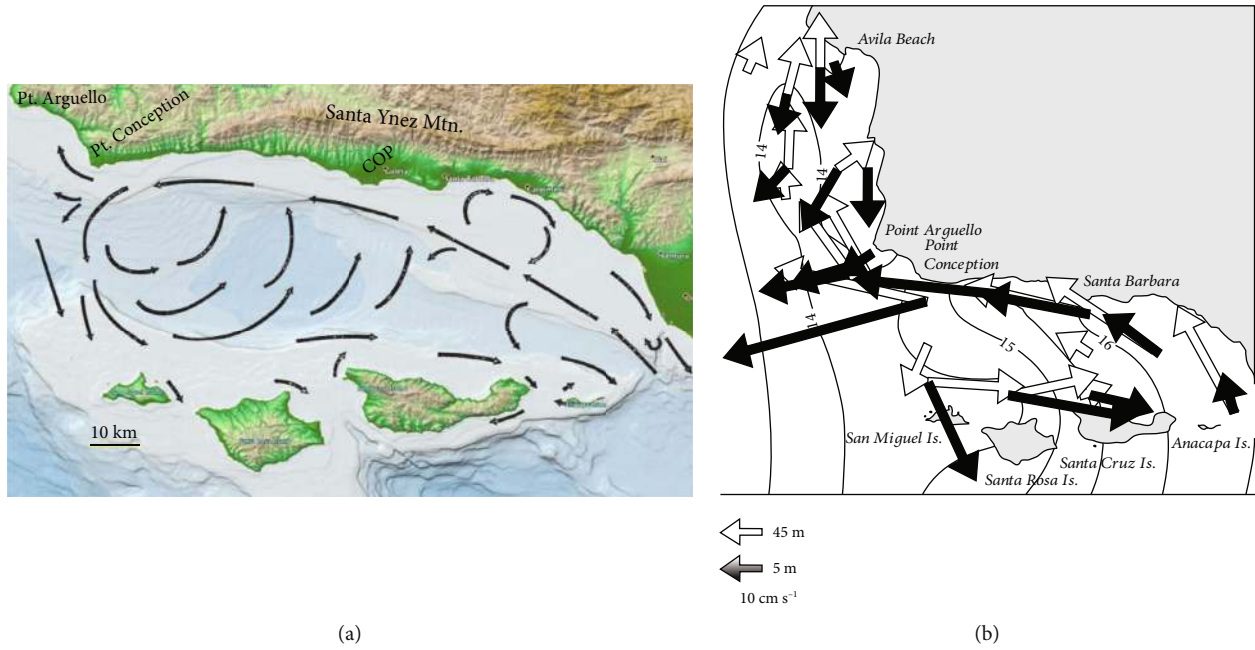 Pt. Arguello
Pt. Conception
Santa Ynez Mtn.
COP
10 km
(a)
Avila Beach
14
14
Point Arguello
Point
Conception
Santa Barbara
14
15
16
San Miguel Is.
Santa Rosa Is.
Santa Cruz Is.
Anacapa Is.
45 m
5 m
10 cm s⁻¹
(b)